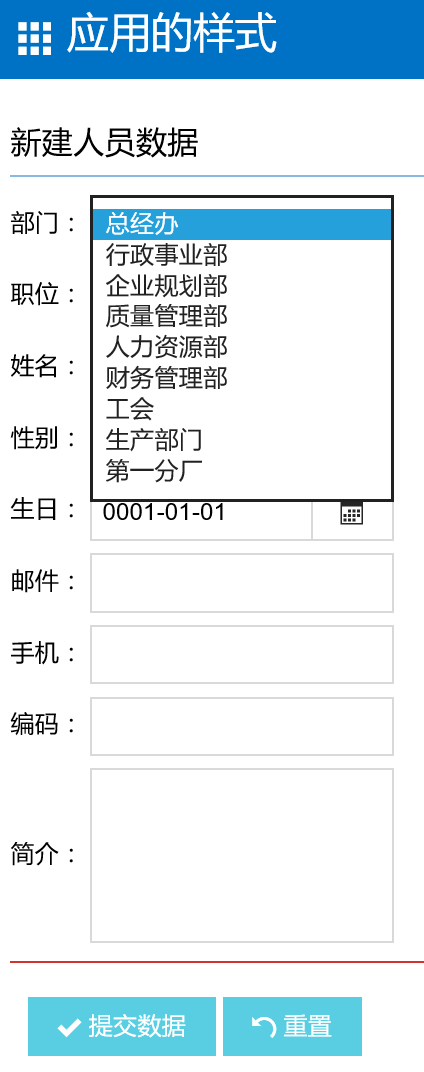 应用的样式
新建人员数据
部门：
总经办
行政事业部
职位：
企业规划部
质量管理部
姓名：
人力资源部
财务管理部
性别：
工会
生产部门
第一分厂
生日：
0001-01-01
邮件：
手机：
编码：
简介：
提交数据 重置